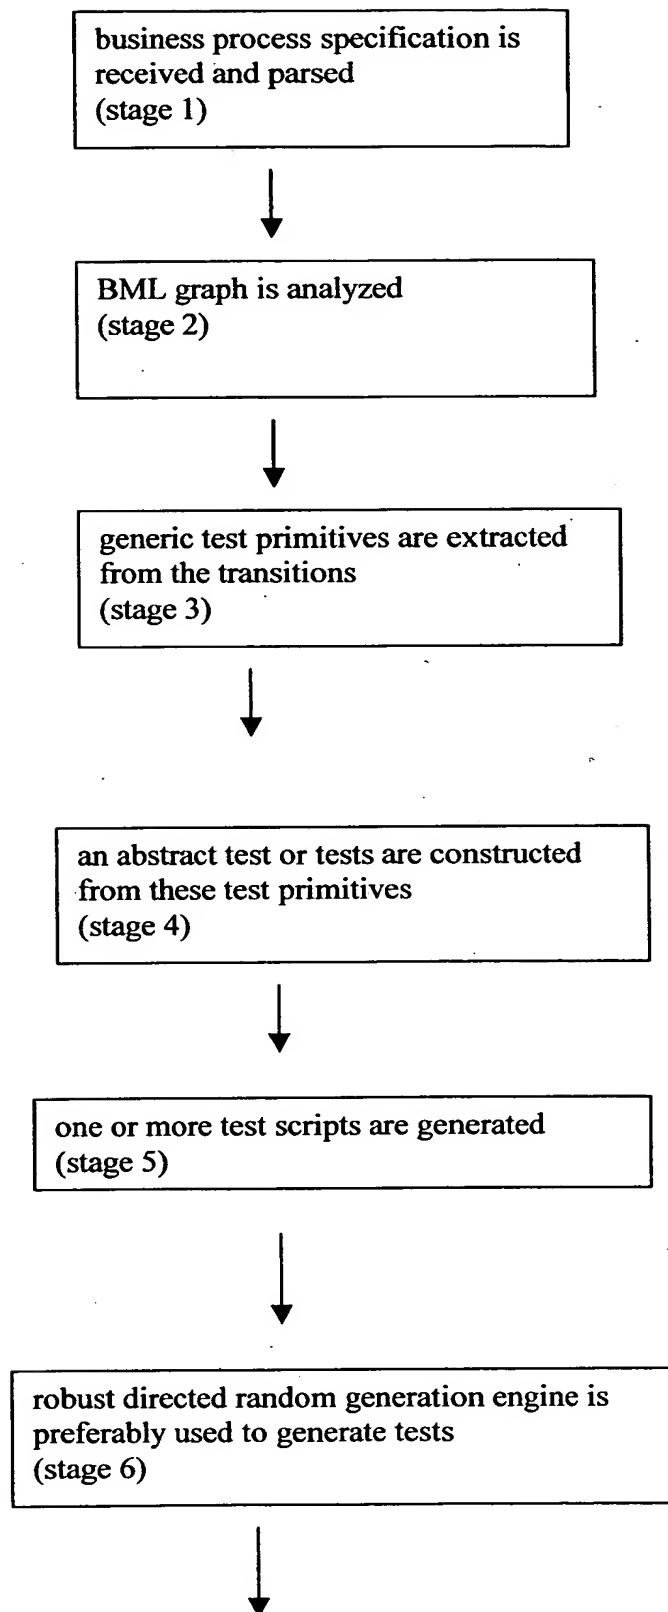 business process specification is
received and parsed
(stage 1)
BML graph is analyzed
(stage 2)
generic test primitives are extracted
from the transitions
(stage 3)
an abstract test or tests are constructed
from these test primitives
(stage 4)
one or more test scripts are generated
(stage 5)
robust directed random generation engine is
preferably used to generate tests
(stage 6)